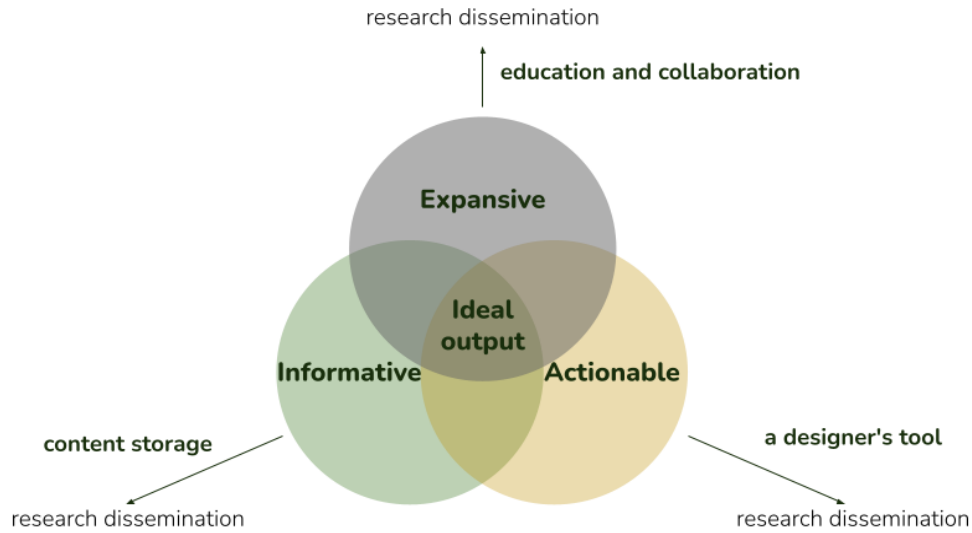 research dissemination
education and collaboration
Expansive
Ideal
output
Informative
Actionable
content storage
a designer's tool
research dissemination
research dissemination